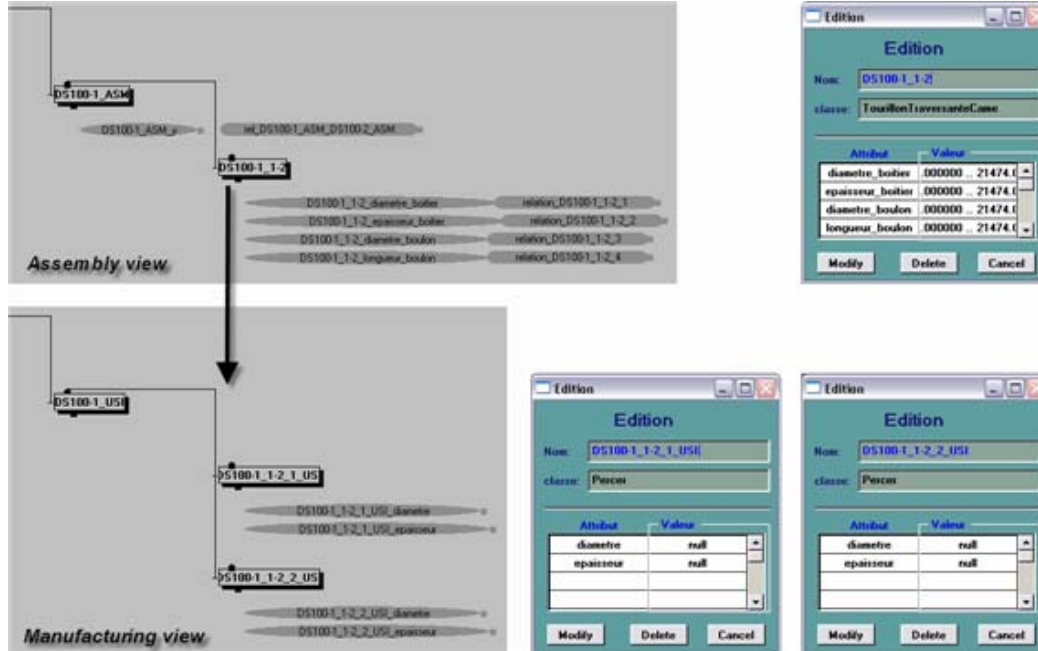 DS100-1_ASM
DS100-1_ASM_p
rel_DS100-1_ASM_DS100-2_ASM
DS100-1_1-2
DS100-1_1-2_diametre_boitier relation_DS100-1_1-2_1
DS100-1_1-2_epaisseur_boitier relation_DS100-1_1-2_2
DS100-1_1-2_diametre_boulon relation_DS100-1_1-2_3
DS100-1_1-2_longueur_boulon relation_DS100-1_1-2_4
Assembly view
Edition
Edition
Nom: DS100-1_1-2
classe: TourillonTraversanteCame
Attribut Valeur
diametre_boitier .000000 .. 21474.
epaisseur_boitier .000000 .. 21474.
diametre_boulon .000000 .. 21474.
longueur_boulon .000000 .. 21474.
Modify Delete Cancel
DS100-1_USI
DS100-1_1-2_1_US
DS100-1_1-2_1_USI_diametre
DS100-1_1-2_1_USI_epaisseur
DS100-1_1-2_2_US
DS100-1_1-2_2_USI_diametre
DS100-1_1-2_2_USI_epaisseur
Manufacturing view
Edition
Edition
Nom: DS100-1_1-2_1_USI
classe: Percer
Attribut Valeur
diametre null
epaisseur null
Modify Delete Cancel
Edition
Edition
Nom: DS100-1_1-2_2_USI
classe: Percer
Attribut Valeur
diametre null
epaisseur null
Modify Delete Cancel